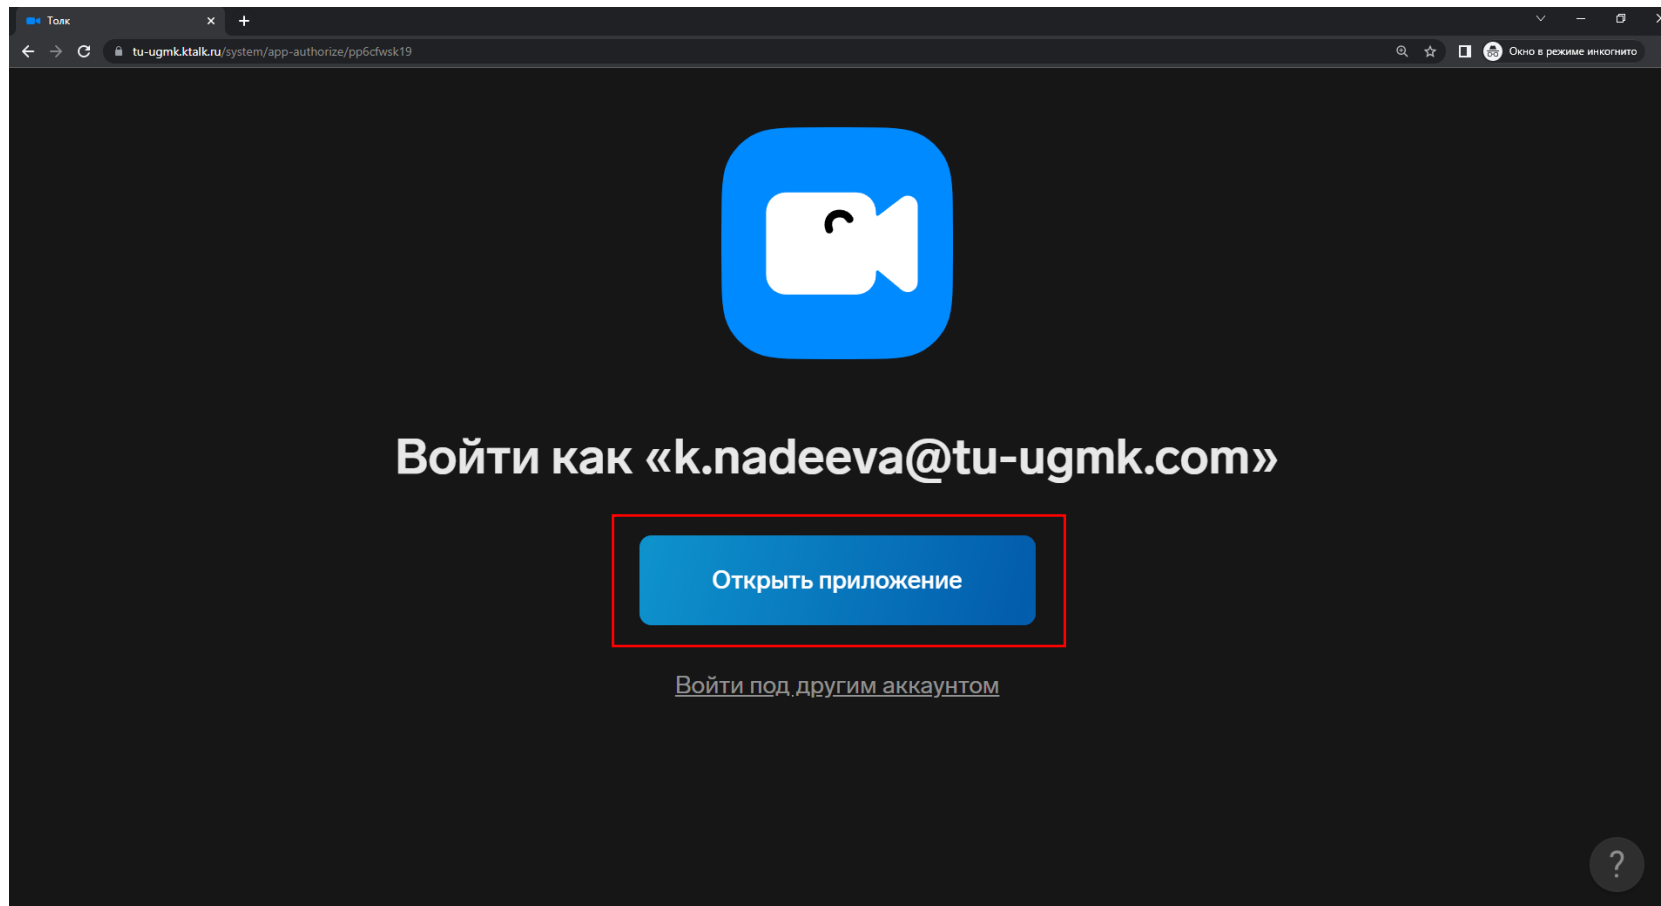 Толк
tu-ugmk.ktalk.ru/system/app-authorize/pp6cfwsk19
Окно в режиме инкогнито
Войти как «k.nadeeva@tu-ugmk.com»
Открыть приложение
Войти под другим аккаунтом
?